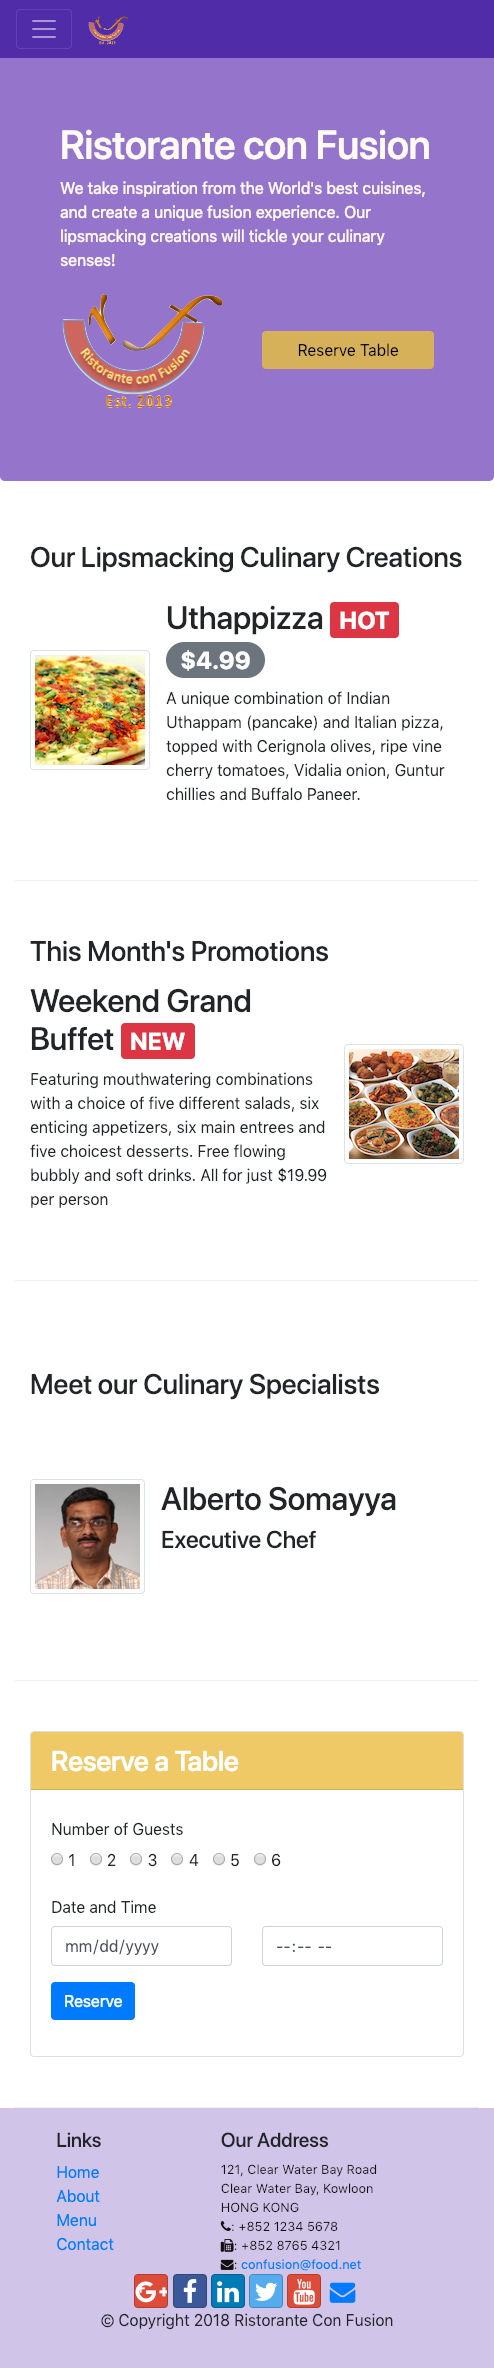 Ristorante con Fusion
We take inspiration from the World's best cuisines,
and create a unique fusion experience. Our
lipsmacking creations will tickle your culinary
senses!
Ristorante con Fusion
Est. 2013
Reserve Table
Our Lipsmacking Culinary Creations
Uthappizza HOT
$4.99
A unique combination of Indian
Uthappam (pancake) and Italian pizza,
topped with Cerignola olives, ripe vine
cherry tomatoes, Vidalia onion, Guntur
chillies and Buffalo Paneer.
This Month's Promotions
Weekend Grand
Buffet NEW
Featuring mouthwatering combinations
with a choice of five different salads, six
enticing appetizers, six main entrees and
five choicest desserts. Free flowing
bubbly and soft drinks. All for just $19.99
per person
Meet our Culinary Specialists
Alberto Somayya
Executive Chef
Reserve a Table
Number of Guests
1 2 3 4 5 6
Date and Time
mm/dd/yyyy --:-- --
Reserve
Links
Home
About
Menu
Contact
Our Address
121, Clear Water Bay Road
Clear Water Bay, Kowloon
HONG KONG
: +852 1234 5678
: +852 8765 4321
: confusion@food.net
G+ f in You Tube
© Copyright 2018 Ristorante Con Fusion